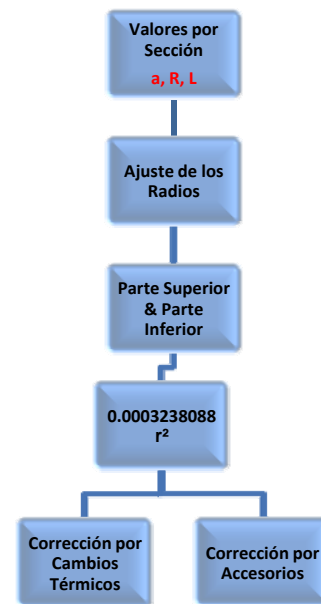 Valores por
Sección
a, R, L
Ajuste de los
Radios
Parte Superior
& Parte
Inferior
0.0003238088
r²
Corrección por
Cambios
Térmicos
Corrección por
Accesorios